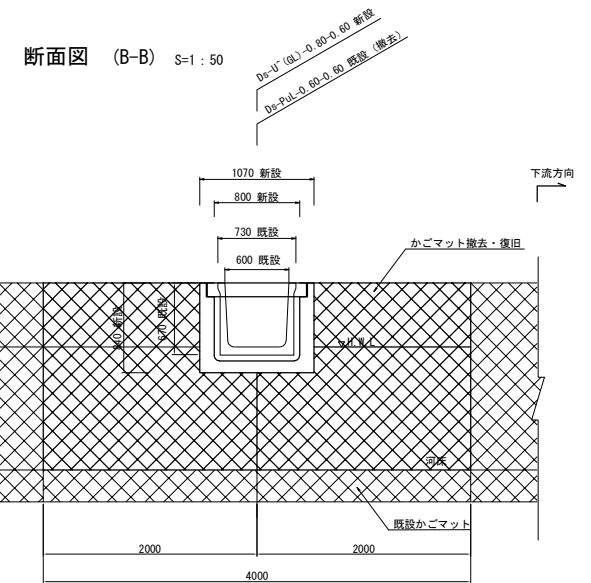 断面図 (B-B) S=1 : 50
Ds-U^(GL)-0.80-0.60 新設
Ds-PuL-0.60-0.60 既設 (撤去)
1070 新設
下流方向
800 新設
730 既設
かごマット撤去・復旧
600 既設
840 新設
670 既設
H.W.L
河床
既設かごマット
2000
2000
4000